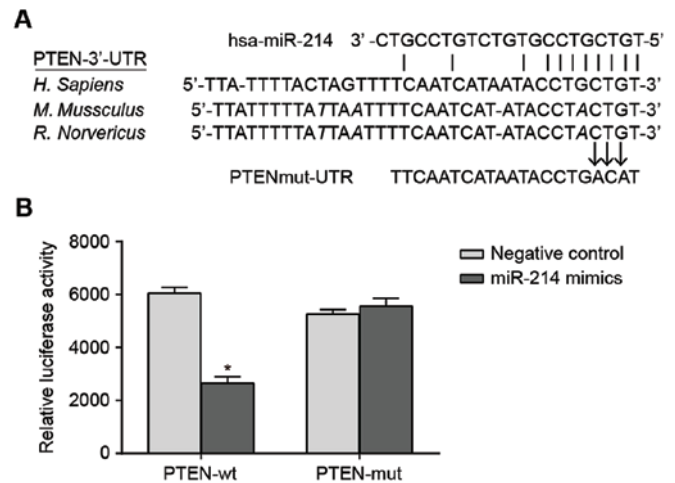 A
hsa-miR-214 3' -CTGCCTGTCTGTGCCTGCTGT-5'
PTEN-3'-UTR
H. Sapiens 5'-TTA-TTTTACTAGTTTTCAATCATAATACCTGCTGT-3'
M. Mussculus 5'-TTATTTTTATTAATTTTCAATCAT-ATACCTACTGT-3'
R. Norvericus 5'-TTATTTTTATTAATTTTCAATCAT-ATACCTACTGT-3'
PTENmut-UTR TTCAATCATAATACCTGACAT
B
Relative luciferase activity
8000
6000
4000
2000
0
*
Negative control
miR-214 mimics
PTEN-wt PTEN-mut